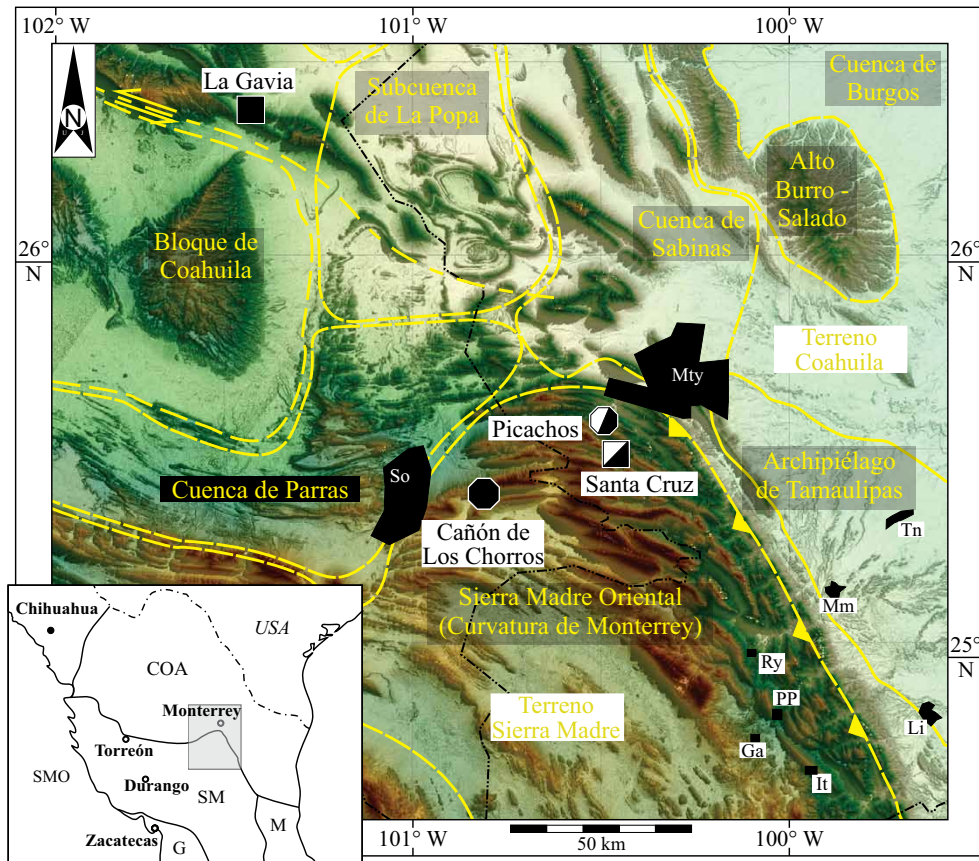 102° W
101° W
100° W
La Gavia
N
Subcuenca
de La Popa
Cuenca de
Burgos
Alto
Burro -
Salado
Bloque de
Coahuila
Cuenca de
Sabinas
26°
N
26°
N
Terreno
Coahuila
Mty
Picachos
Santa Cruz
Archipiélago
de Tamaulipas
So
Cuenca de Parras
Cañón de
Los Chorros
Tn
Mm
Sierra Madre Oriental
(Curvatura de Monterrey)
25°
N
Ry
PP
Ga
Li
It
Terreno
Sierra Madre
Chihuahua
USA
COA
Monterrey
Torreón
SMO
Durango
SM
Zacatecas
G
M
101° W
50 km
100° W